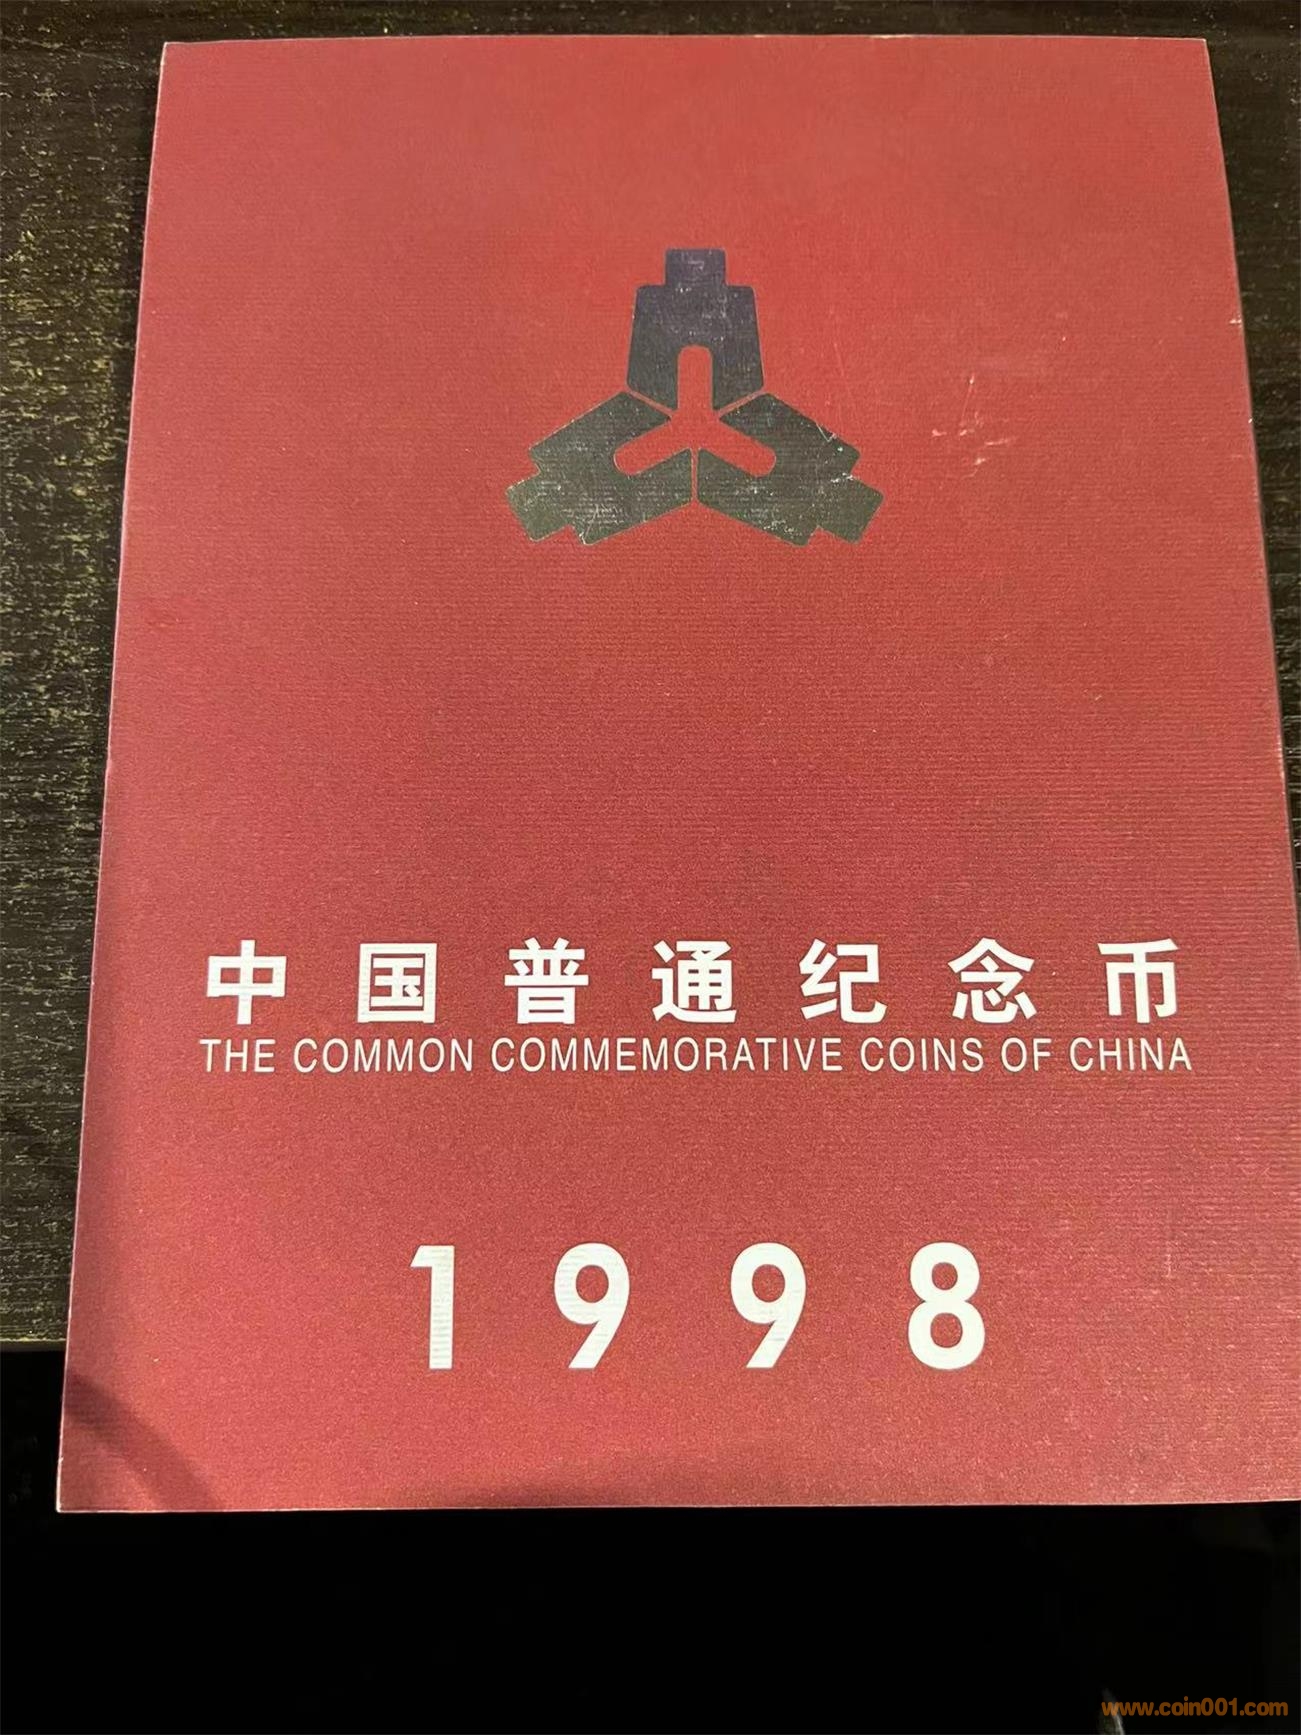 中国普通纪念币
THE COMMON COMMEMORATIVE COINS OF CHINA
1998
www.coin001.com